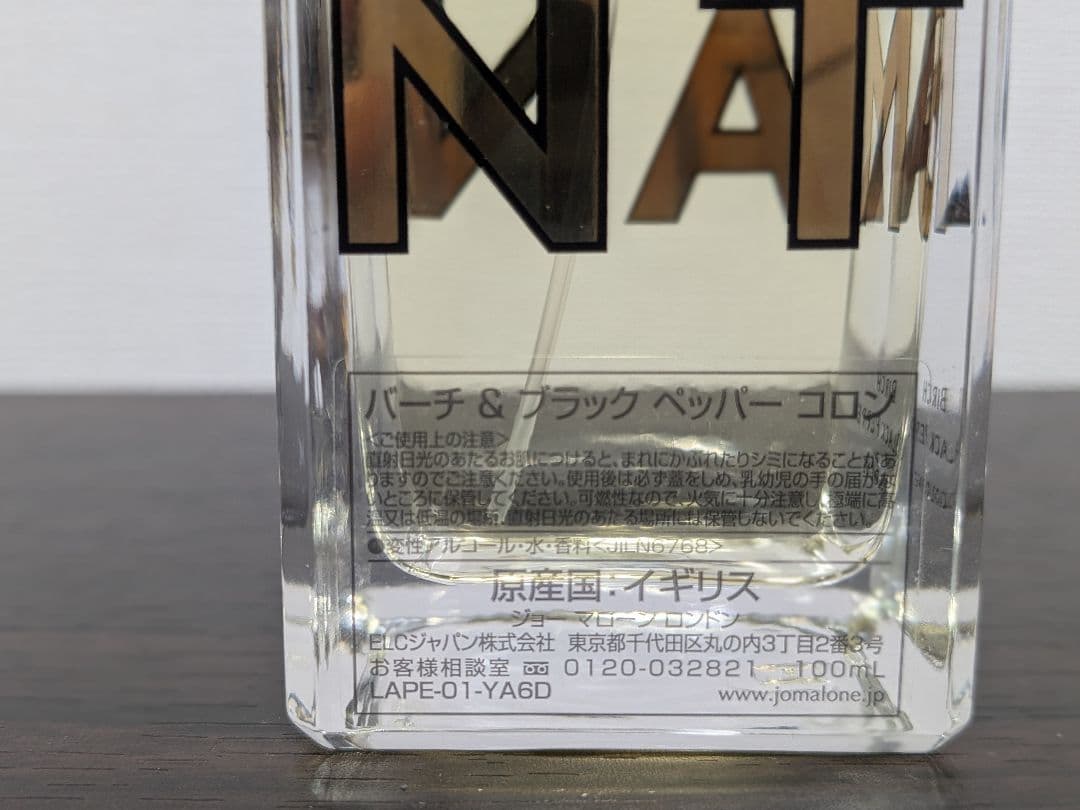 NT
バーチ & ブラック ペッパー コロン
<ご使用上の注意>
直射日光のあたるお肌につけると、まれにかぶれたりシミになることがあ
りますのでご注意ください。使用後は必ず蓋をしめ、乳幼児の手の届かな
いところに保管してください。可燃性なので、火気に十分注意し、極端に高
温又は低温の場所、直射日光のあたる場所には保管しないでください。
●変性アルコール・水・香料<JILN6768>
原産国:イギリス
ジョー マローン ロンドン
ELCジャパン株式会社 東京都千代田区丸の内3丁目2番3号
お客様相談室 0120-032821 100mL
LAPE-01-YA6D www.jomalone.jp